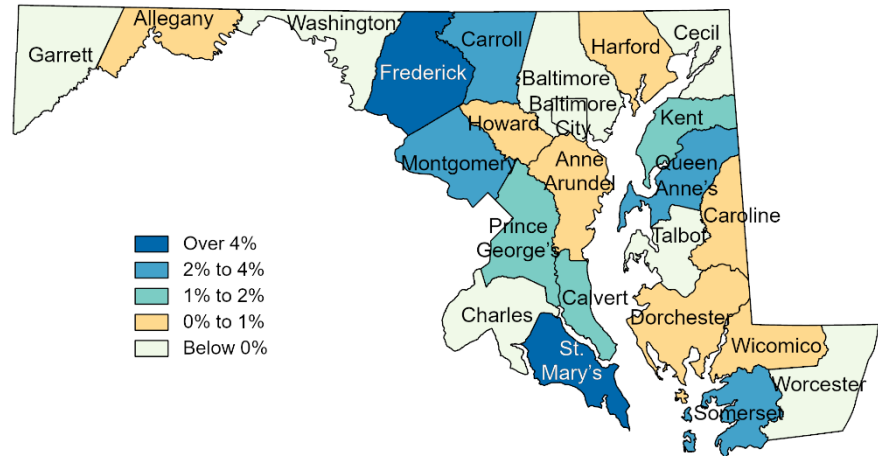 Garrett
Allegany
Washington
Frederick
Carroll
Baltimore
Baltimore
City
Harford
Cecil
Howard
Montgomery
Anne
Arundel
Kent
Queen
Anne's
Caroline
Talbot
Prince
George's
Charles
Calvert
St.
Mary's
Dorchester
Wicomico
Worcester
Somerset
Over 4%
2% to 4%
1% to 2%
0% to 1%
Below 0%